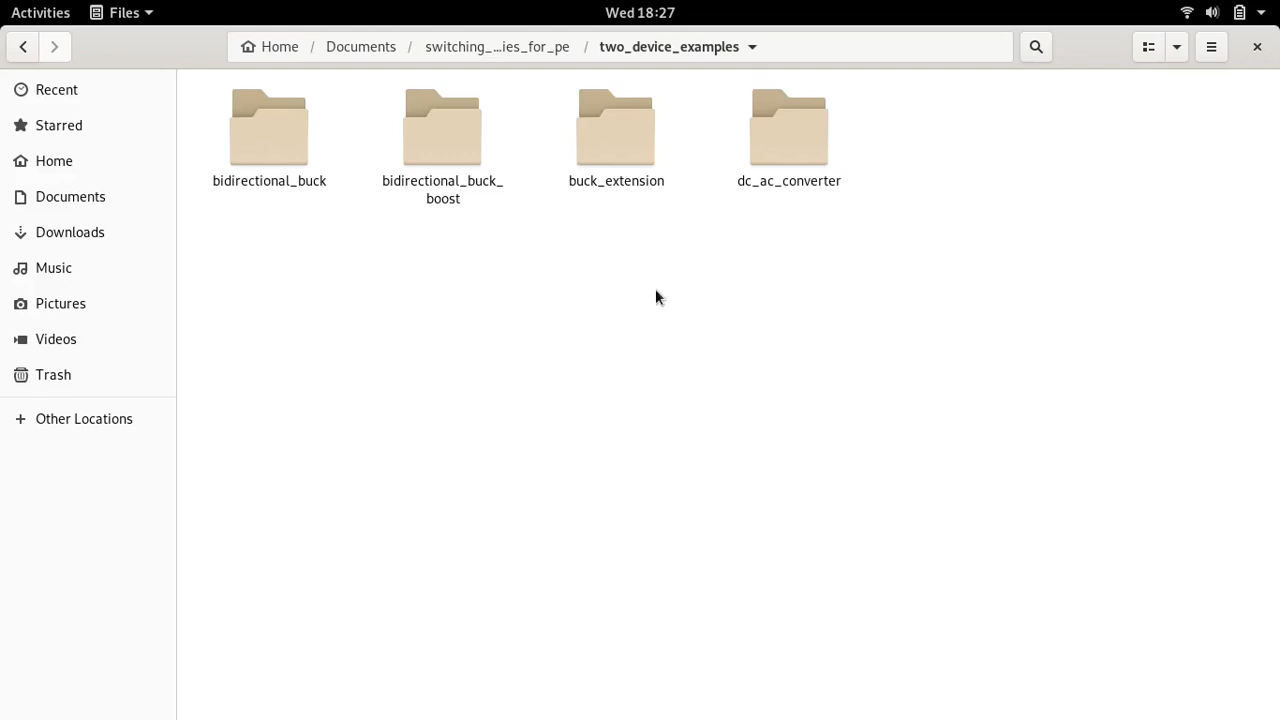 Activities Files Wed 18:27
Home / Documents / switching_...ies_for_pe / two_device_examples
Recent
Starred
Home
Documents
Downloads
Music
Pictures
Videos
Trash
+ Other Locations
bidirectional_buck
bidirectional_buck_
boost
buck_extension
dc_ac_converter